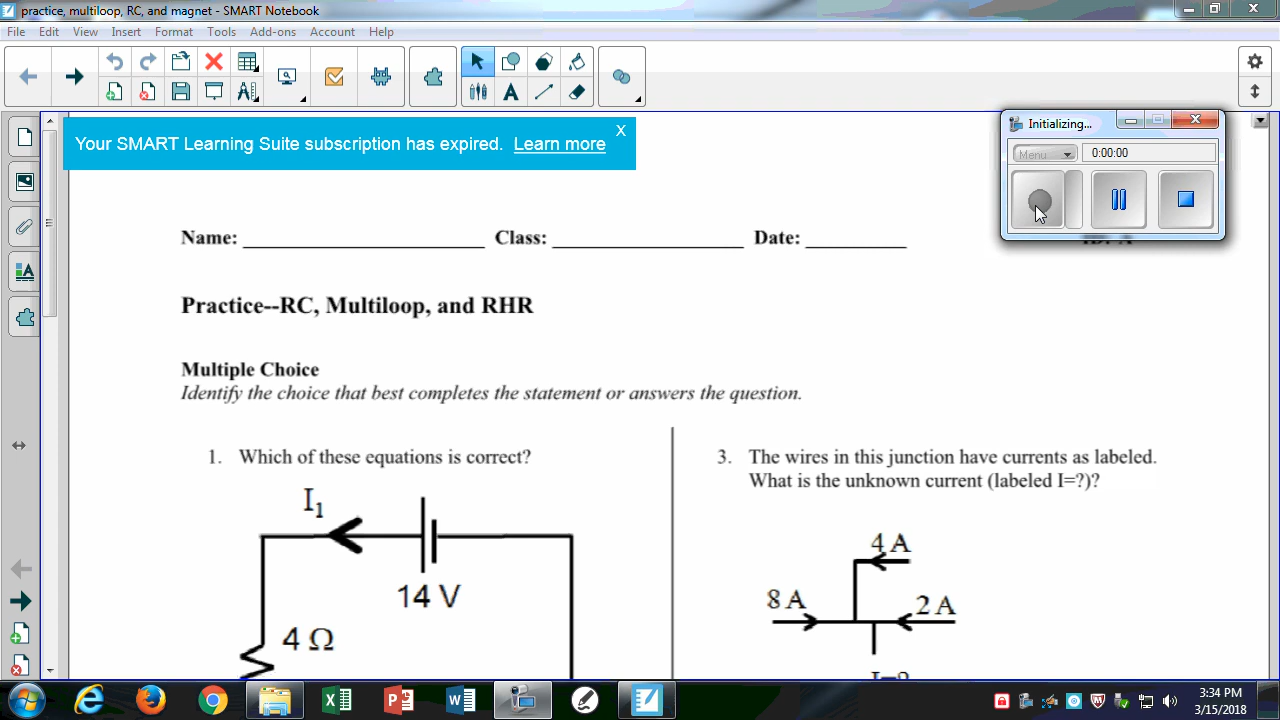 practice, multiloop, RC, and magnet - SMART Notebook
File Edit View Insert Format Tools Add-ons Account Help
Your SMART Learning Suite subscription has expired. Learn more X
Initializing...
Menu 0:00:00
Name: Class: Date:
Practice--RC, Multiloop, and RHR
Multiple Choice
Identify the choice that best completes the statement or answers the question.
1. Which of these equations is correct?
I1
14 V
4 Ω
3. The wires in this junction have currents as labeled.
What is the unknown current (labeled I=?)?
4 A
8 A
2 A
I=?
3:34 PM
3/15/2018